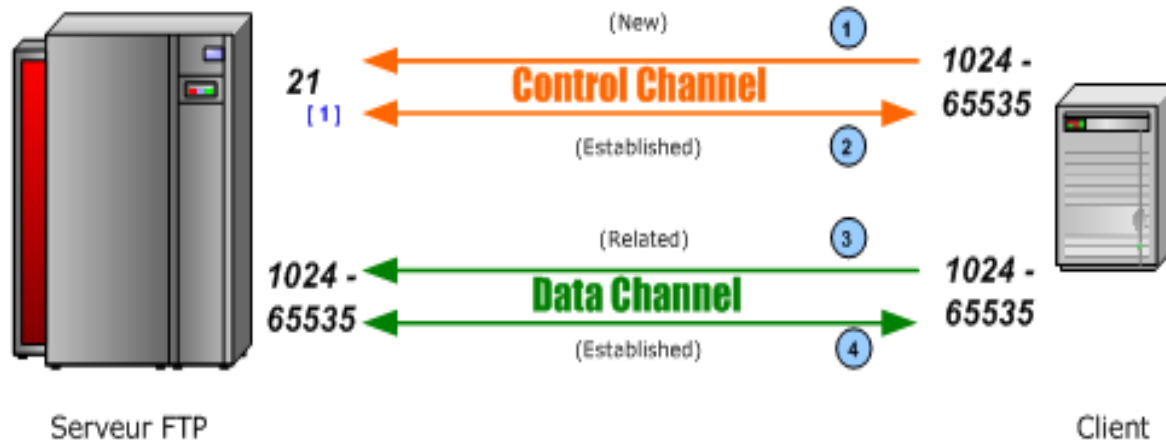 (New)
1
21
[1]
Control Channel
1024 -
65535
(Established)
2
(Related)
3
1024 -
65535
Data Channel
1024 -
65535
(Established)
4
Serveur FTP
Client